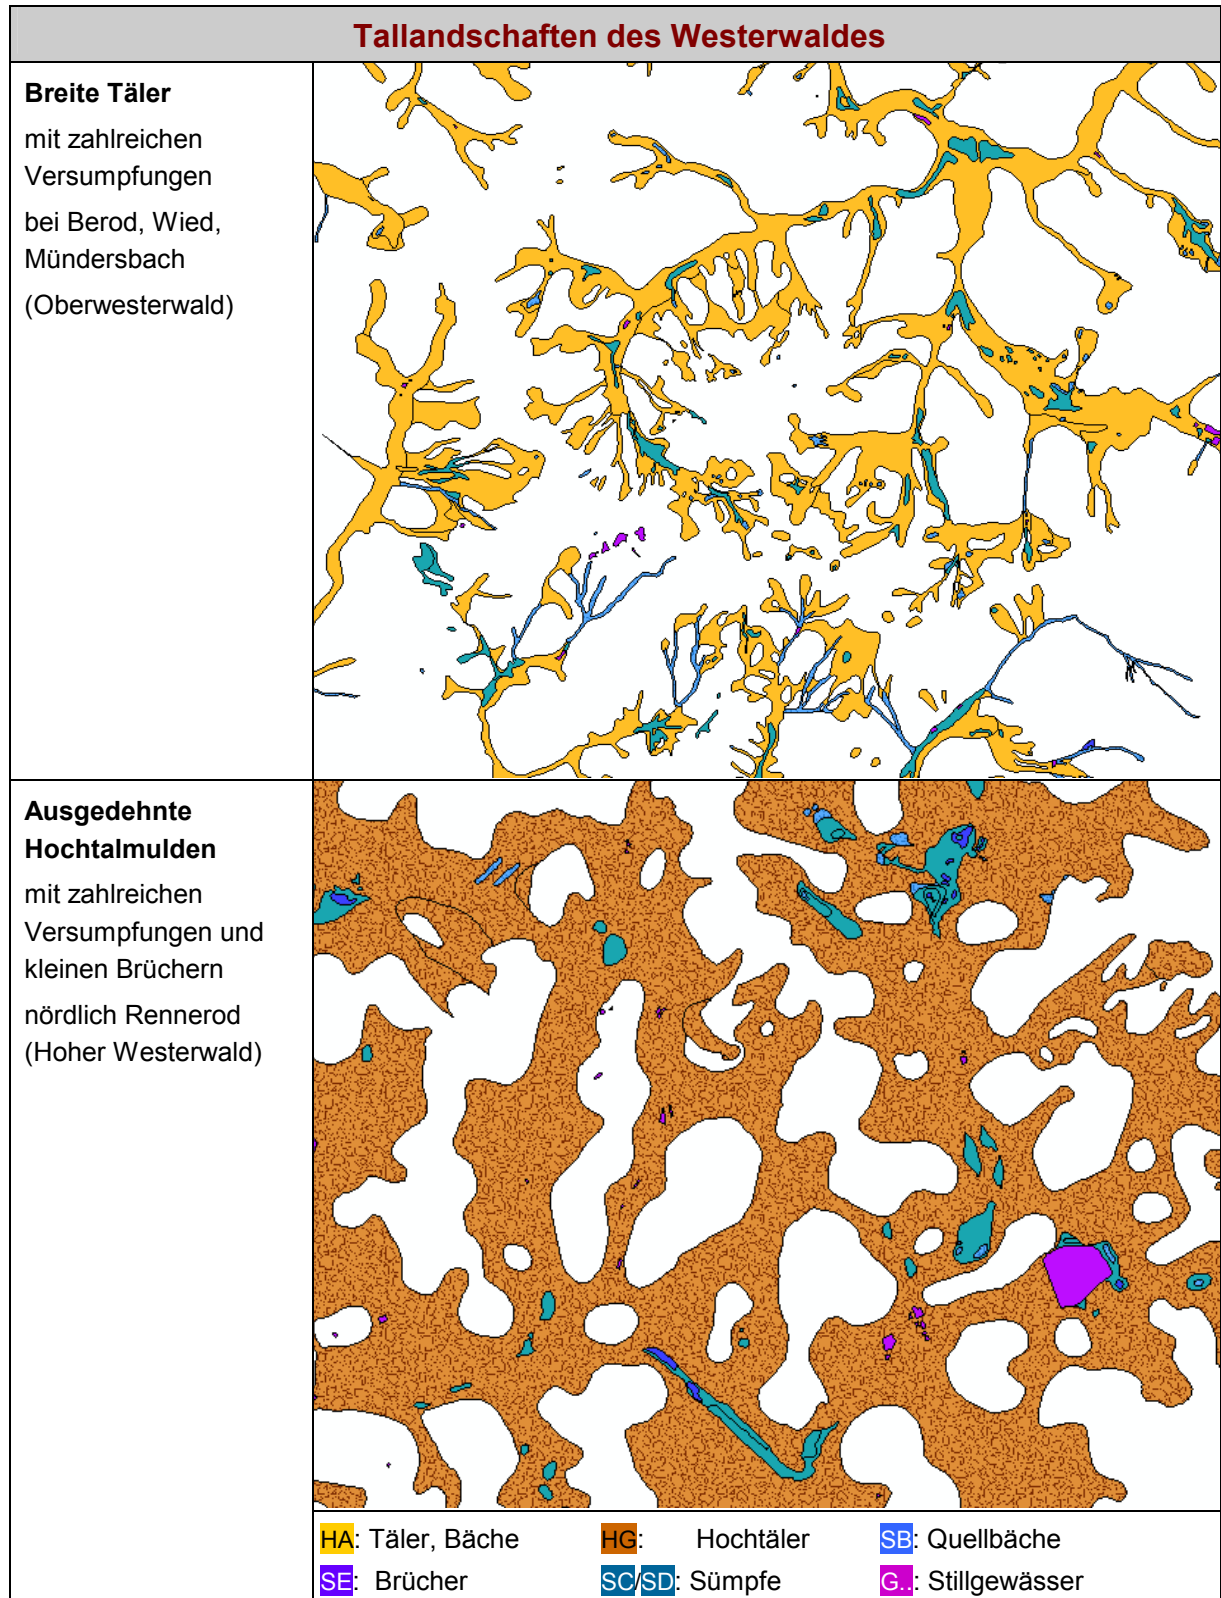 Tallandschaften des Westerwaldes
Breite Täler
mit zahlreichen
Versumpfungen
bei Berod, Wied,
Mündersbach
(Oberwesterwald)
Ausgedehnte
Hochtalmulden
mit zahlreichen
Versumpfungen und
kleinen Brüchern
nördlich Rennerod
(Hoher Westerwald)
HA: Täler, Bäche HG: Hochtäler SB: Quellbäche
SE: Brücher SC/SD: Sümpfe G..: Stillgewässer